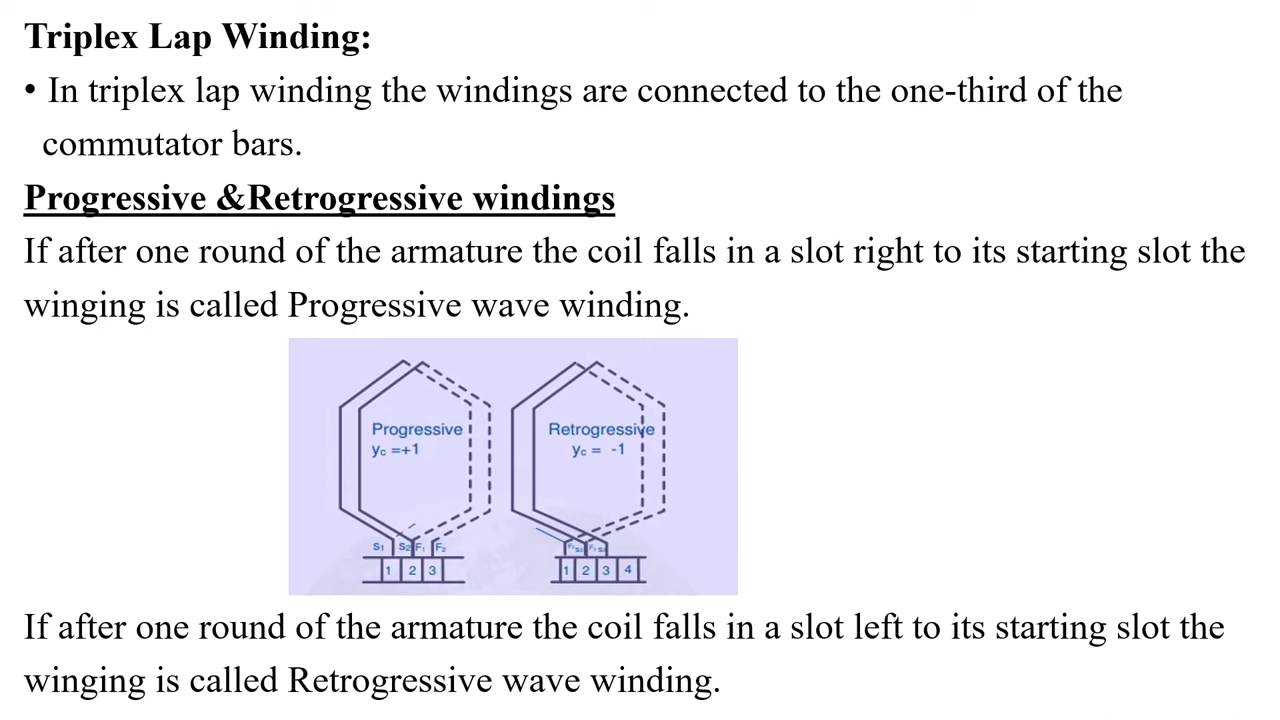 Triplex Lap Winding:
• In triplex lap winding the windings are connected to the one-third of the
commutator bars.
Progressive &Retrogressive windings
If after one round of the armature the coil falls in a slot right to its starting slot the
winging is called Progressive wave winding.
Progressive
yc =+1
S1 S2 F1 F2
1 2 3
Retrogressive
yc = -1
1 2 3 4
If after one round of the armature the coil falls in a slot left to its starting slot the
winging is called Retrogressive wave winding.